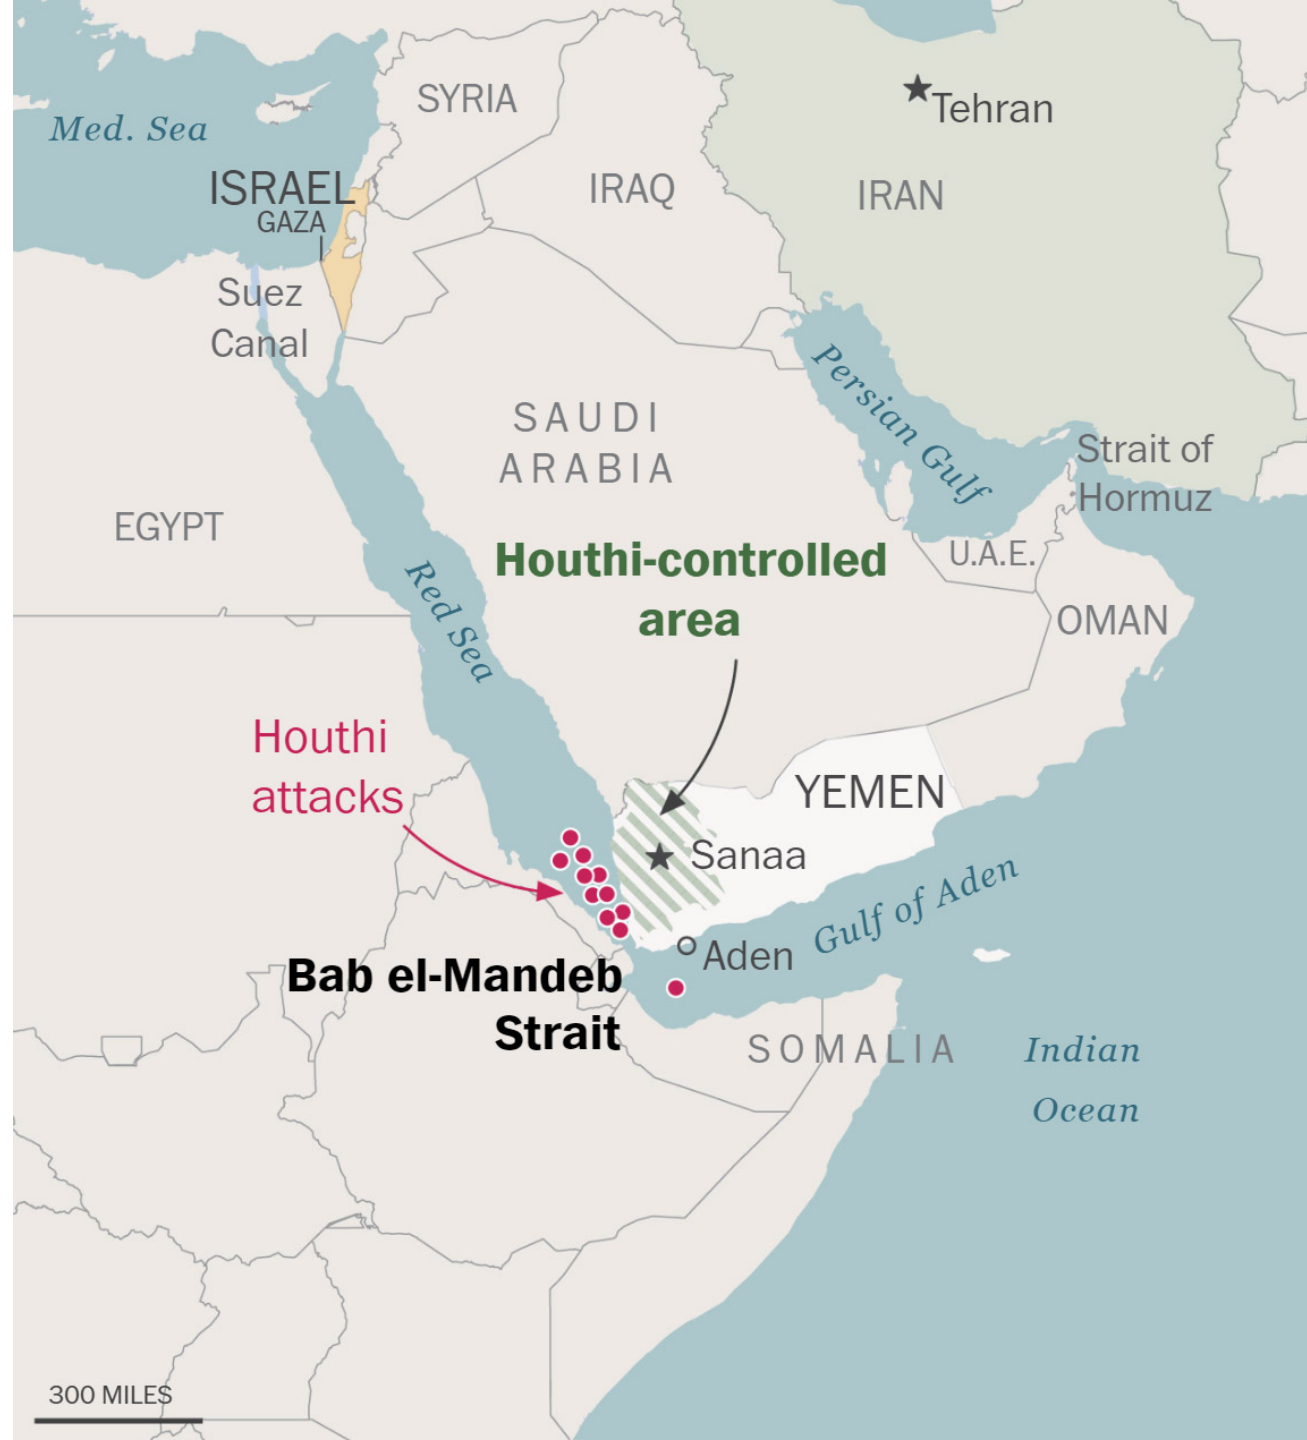 Tehran
SYRIA
Med. Sea
ISRAEL
IRAQ
IRAN
GAZA
Suez
Canal
Persian Gulf
SAUDI
ARABIA
Strait of
Hormuz
EGYPT
U.A.E.
Houthi-controlled
area
Red Sea
OMAN
Houthi
attacks
YEMEN
Sanaa
Gulf of Aden
Aden
Bab el-Mandeb
Strait
SOMALIA
Indian
Ocean
300 MILES